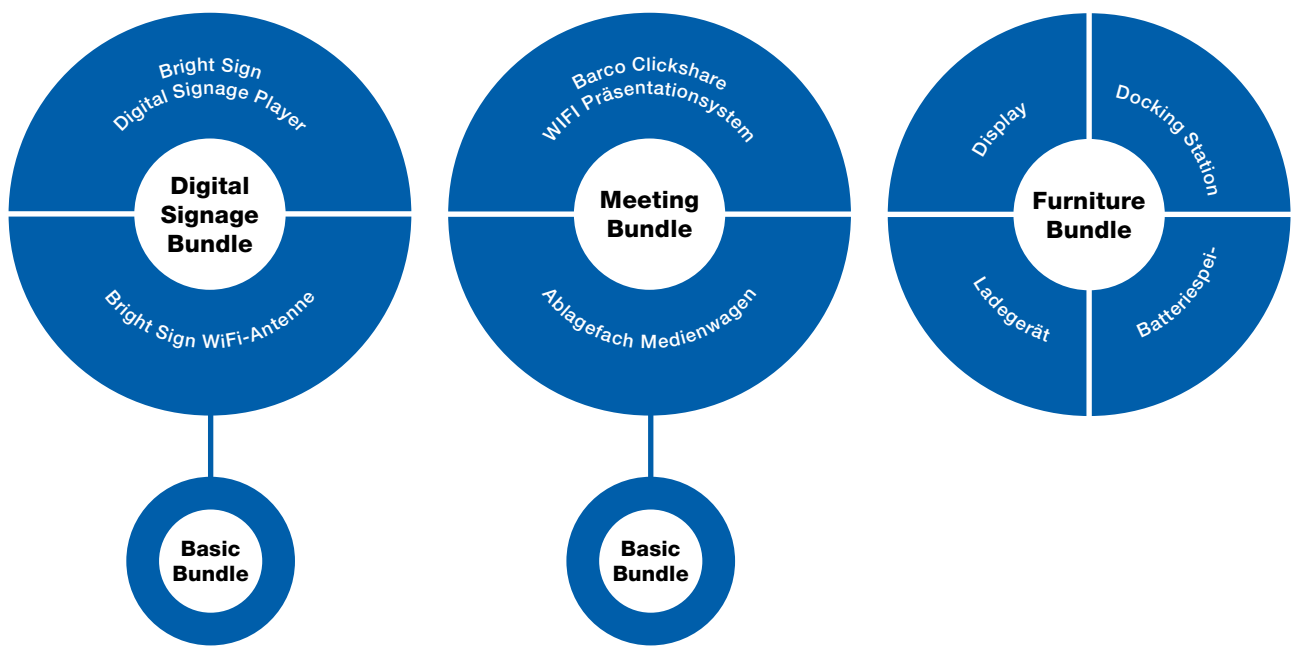 Bright Sign
Digital Signage Player
Digital
Signage
Bundle
Bright Sign WiFi-Antenne
Basic
Bundle
Barco Clickshare
WIFI Präsentationsystem
Meeting
Bundle
Ablagefach Medienwagen
Basic
Bundle
Display
Docking Station
Furniture
Bundle
Ladegerät
Batteriespei-